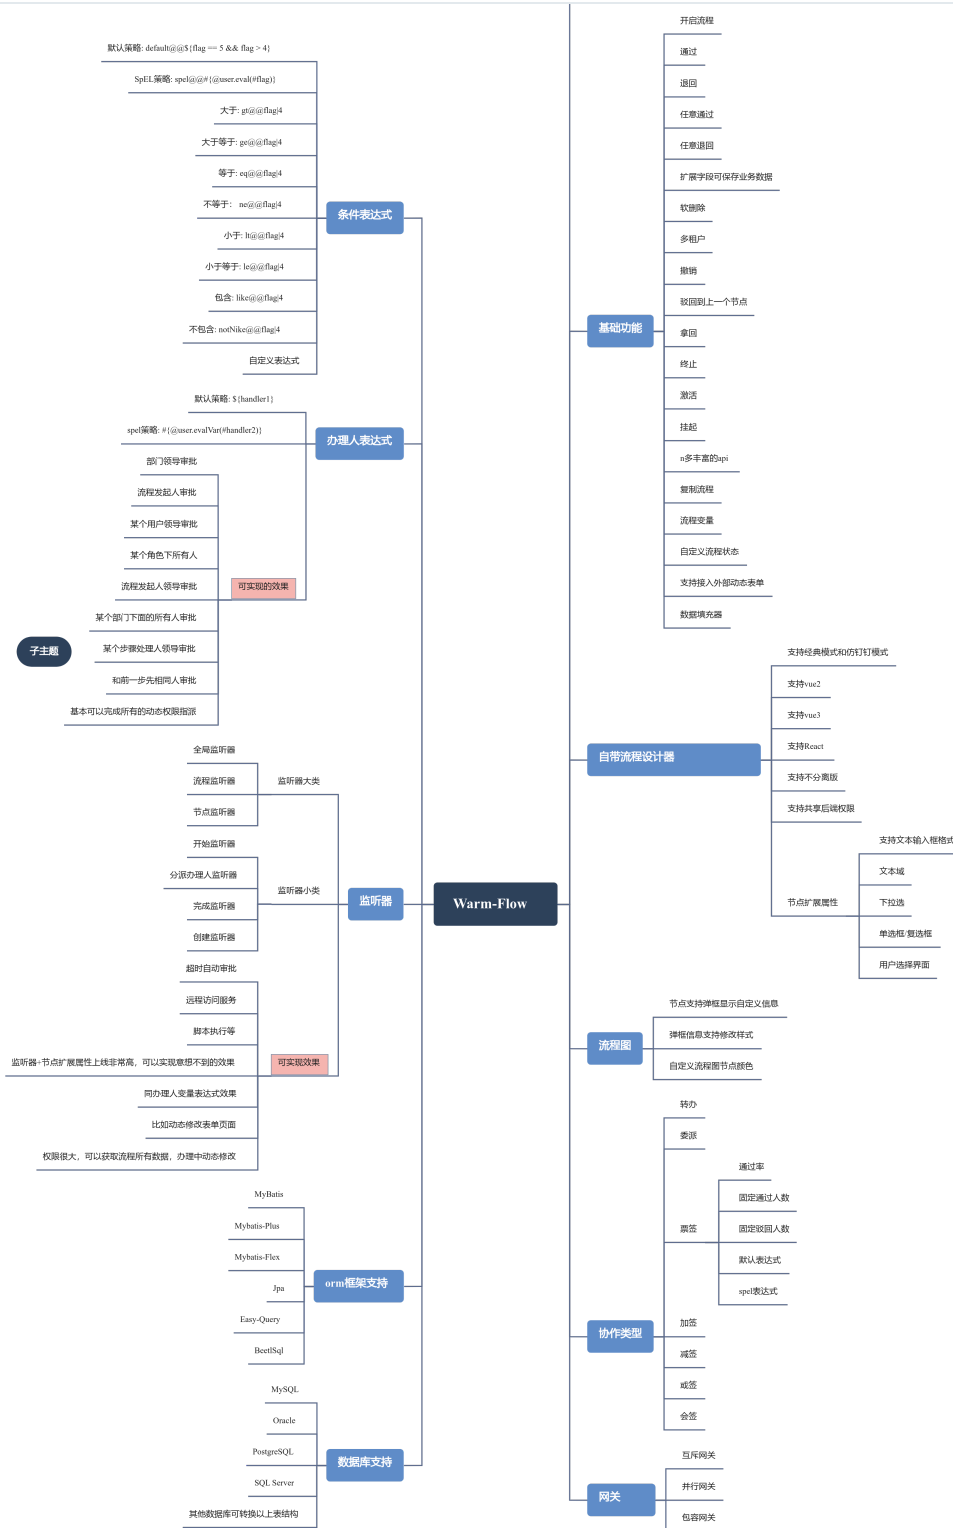 默认策略: default@@${flag == 5 && flag > 4}
SpEL策略: spel@@#{@user.eval(#flag)}
大于: gt@@flag|4
大于等于: ge@@flag|4
等于: eq@@flag|4
不等于： ne@@flag|4
小于: lt@@flag|4
小于等于: le@@flag|4
包含: like@@flag|4
不包含: notNike@@flag|4
自定义表达式
条件表达式
默认策略: ${handler1}
spel策略: #{@user.evalVar(#handler2)}
办理人表达式
部门领导审批
流程发起人审批
某个用户领导审批
某个角色下所有人
流程发起人领导审批
某个部门下面的所有人审批
某个步骤处理人领导审批
和前一步先相同人审批
基本可以完成所有的动态权限指派
可实现的效果
子主题
全局监听器
流程监听器
节点监听器
监听器大类
开始监听器
分派办理人监听器
完成监听器
创建监听器
监听器小类
监听器
超时自动审批
远程访问服务
脚本执行等
监听器+节点扩展属性上线非常高，可以实现意想不到的效果
同办理人变量表达式效果
比如动态修改表单页面
权限很大，可以获取流程所有数据，办理中动态修改
可实现效果
MyBatis
Mybatis-Plus
Mybatis-Flex
Jpa
Easy-Query
BeetlSql
orm框架支持
MySQL
Oracle
PostgreSQL
SQL Server
其他数据库可转换以上表结构
数据库支持
Warm-Flow
基础功能
开启流程
通过
退回
任意通过
任意退回
扩展字段可保存业务数据
软删除
多租户
撤销
驳回到上一个节点
拿回
终止
激活
挂起
n多丰富的api
复制流程
流程变量
自定义流程状态
支持接入外部动态表单
数据填充器
自带流程设计器
支持经典模式和仿钉钉模式
支持vue2
支持vue3
支持React
支持不分离版
支持共享后端权限
节点扩展属性
支持文本输入框格式
文本域
下拉选
单选框/复选框
用户选择界面
流程图
节点支持弹框显示自定义信息
弹框信息支持修改样式
自定义流程图节点颜色
协作类型
转办
委派
票签
通过率
固定通过人数
固定驳回人数
默认表达式
spel表达式
加签
减签
或签
会签
网关
互斥网关
并行网关
包容网关